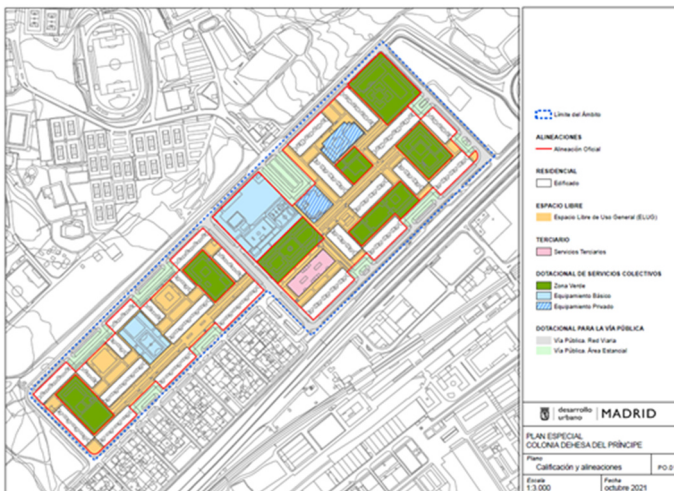 Límite del Ámbito
ALINEACIONES
Alineación Oficial
RESIDENCIAL
Edificado
ESPACIO LIBRE
Espacio Libre de Uso General (ELUG)
TERCIARIO
Servicios Terciarios
DOTACIONAL DE SERVICIOS COLECTIVOS
Zona Verde
Equipamiento Básico
Equipamiento Privado
DOTACIONAL PARA LA VÍA PÚBLICA
Vía Pública: Red Viaria
Vía Pública: Área Estancial
desarrollo
urbano
MADRID
PLAN ESPECIAL
COLONIA DEHESA DEL PRÍNCIPE
Plano
Calificación y alineaciones
Escala
1:3.000
Fecha
octubre 2021